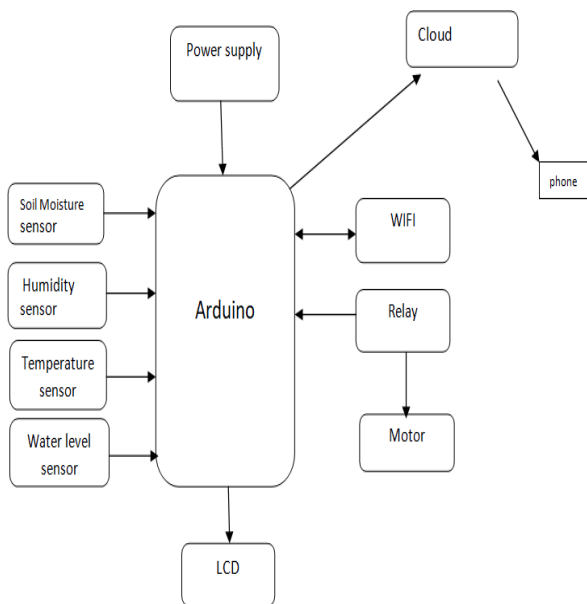 Power supply
Cloud
phone
Soil Moisture
sensor
WIFI
Humidity
sensor
Arduino
Relay
Temperature
sensor
Water level
sensor
Motor
LCD